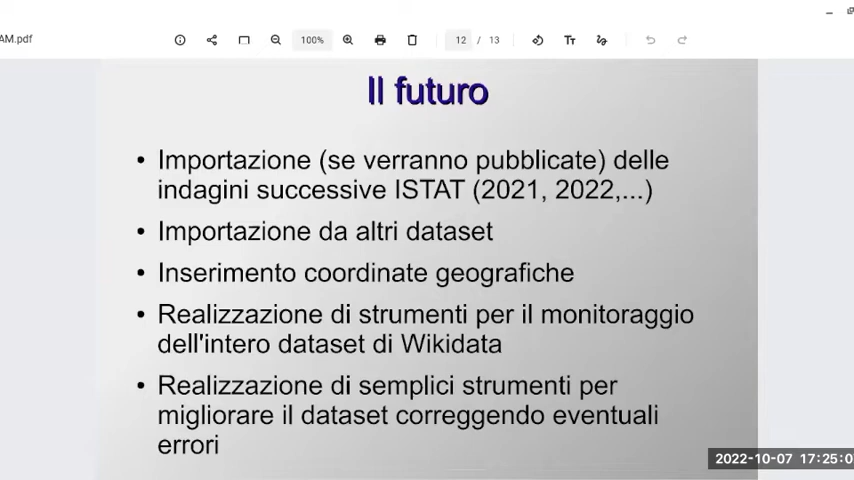 AM.pdf
100%
12 / 13
Il futuro
• Importazione (se verranno pubblicate) delle
indagini successive ISTAT (2021, 2022,...)
• Importazione da altri dataset
• Inserimento coordinate geografiche
• Realizzazione di strumenti per il monitoraggio
dell'intero dataset di Wikidata
• Realizzazione di semplici strumenti per
migliorare il dataset correggendo eventuali
errori
2022-10-07 17:25:0